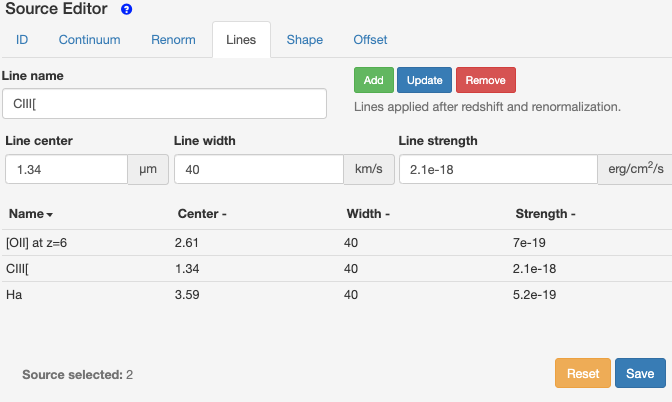 Source Editor ?
ID Continuum Renorm Lines Shape Offset
Line name
Add Update Remove
CIII[
Lines applied after redshift and renormalization.
Line center Line width Line strength
1.34 μm 40 km/s 2.1e-18 erg/cm²/s
Name Center - Width - Strength -
[OII] at z=6 2.61 40 7e-19
CIII[ 1.34 40 2.1e-18
Ha 3.59 40 5.2e-19
Source selected: 2 Reset Save